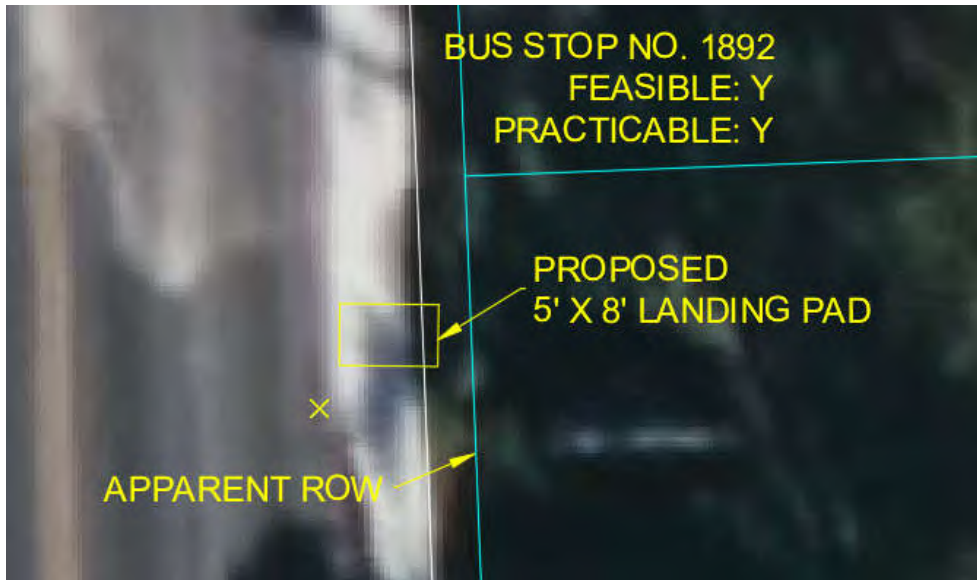 BUS STOP NO. 1892
FEASIBLE: Y
PRACTICABLE: Y
PROPOSED
5' X 8' LANDING PAD
APPARENT ROW